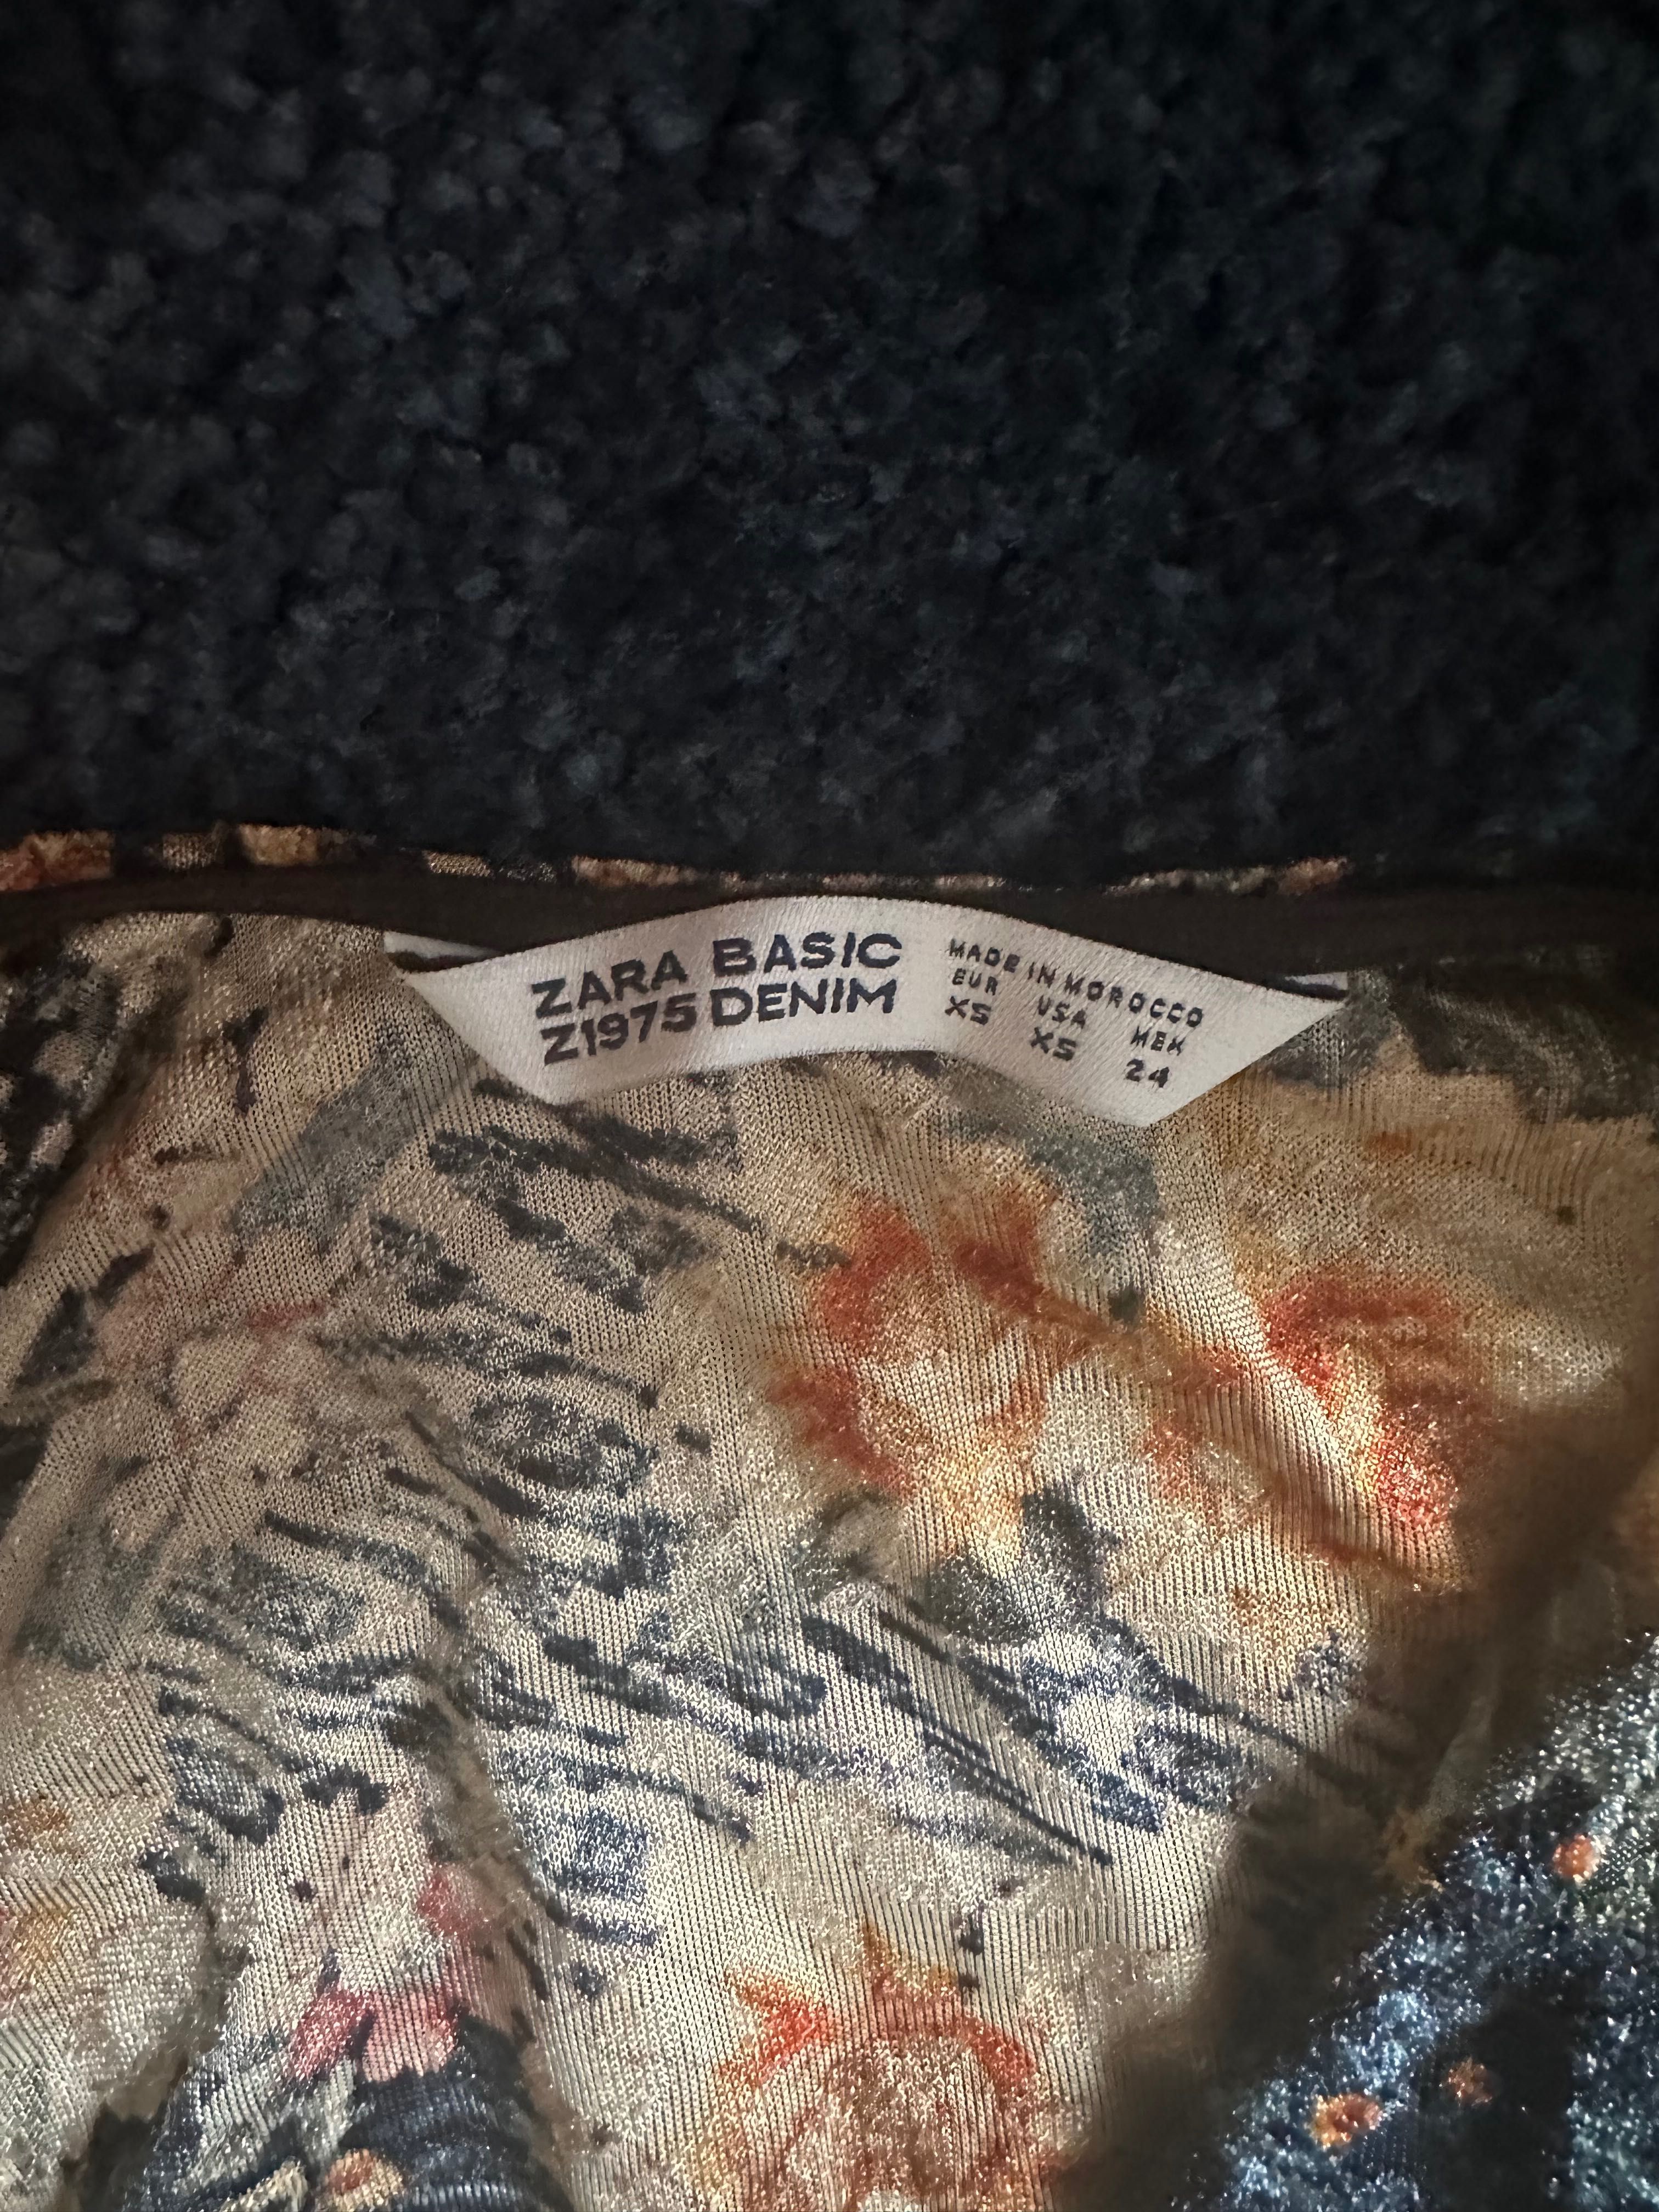 ZARA BASIC
Z1975 DENIM
MADE IN MOROCCO
EUR USA MEX
XS XS 24